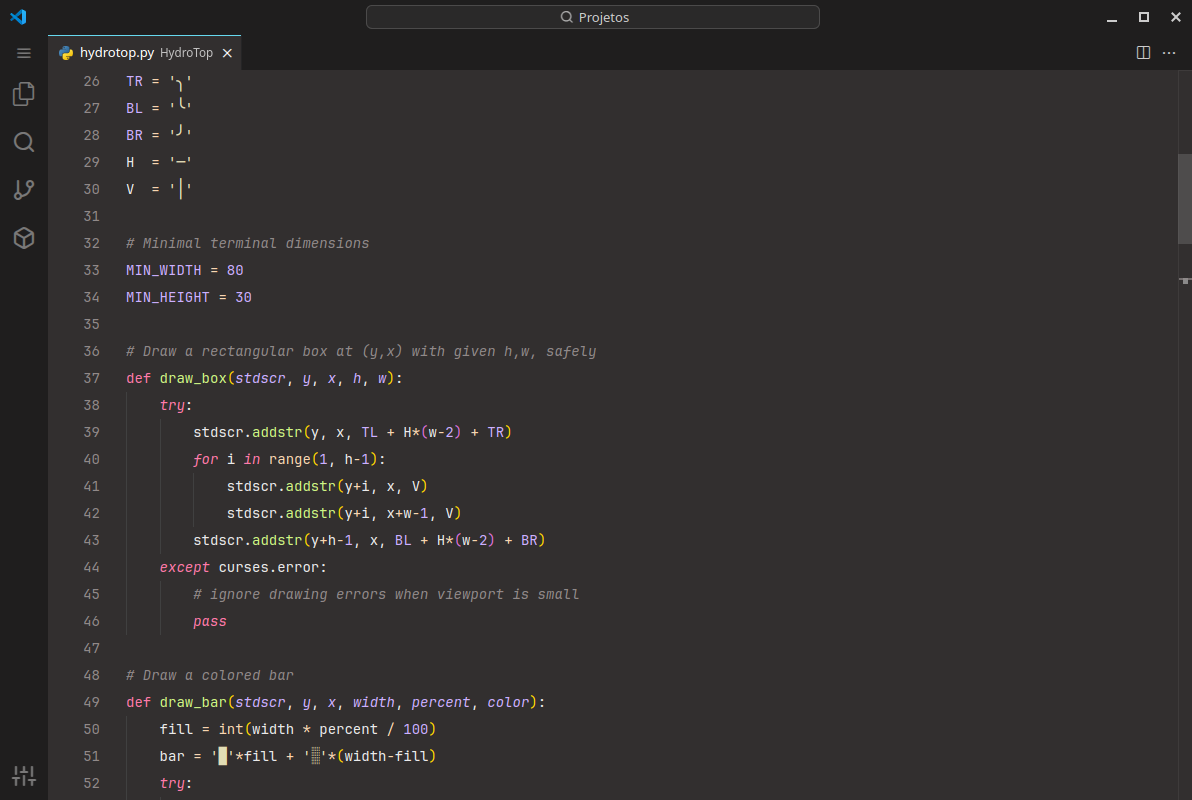 Projetos
hydrotop.py HydroTop
26 TR = '╮'
27 BL = '╰'
28 BR = '╯'
29 H  = '─'
30 V  = '│'
31
32 # Minimal terminal dimensions
33 MIN_WIDTH = 80
34 MIN_HEIGHT = 30
35
36 # Draw a rectangular box at (y,x) with given h,w, safely
37 def draw_box(stdscr, y, x, h, w):
38     try:
39         stdscr.addstr(y, x, TL + H*(w-2) + TR)
40         for i in range(1, h-1):
41             stdscr.addstr(y+i, x, V)
42             stdscr.addstr(y+i, x+w-1, V)
43         stdscr.addstr(y+h-1, x, BL + H*(w-2) + BR)
44     except curses.error:
45         # ignore drawing errors when viewport is small
46         pass
47
48 # Draw a colored bar
49 def draw_bar(stdscr, y, x, width, percent, color):
50     fill = int(width * percent / 100)
51     bar = '█'*fill + '▒'*(width-fill)
52     try: